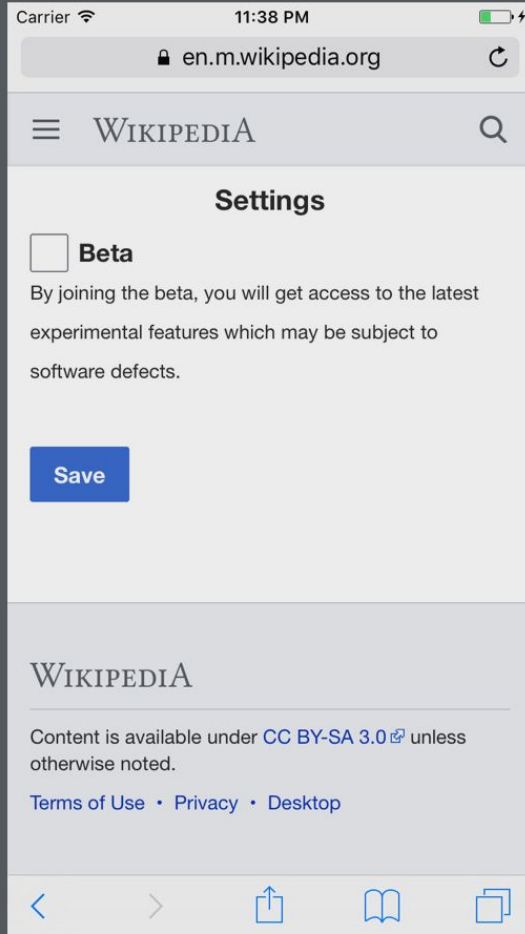 Carrier 11:38 PM
en.m.wikipedia.org
WIKIPEDIA
Settings
Beta
By joining the beta, you will get access to the latest
experimental features which may be subject to
software defects.
Save
WIKIPEDIA
Content is available under CC BY-SA 3.0 unless
otherwise noted.
Terms of Use • Privacy • Desktop